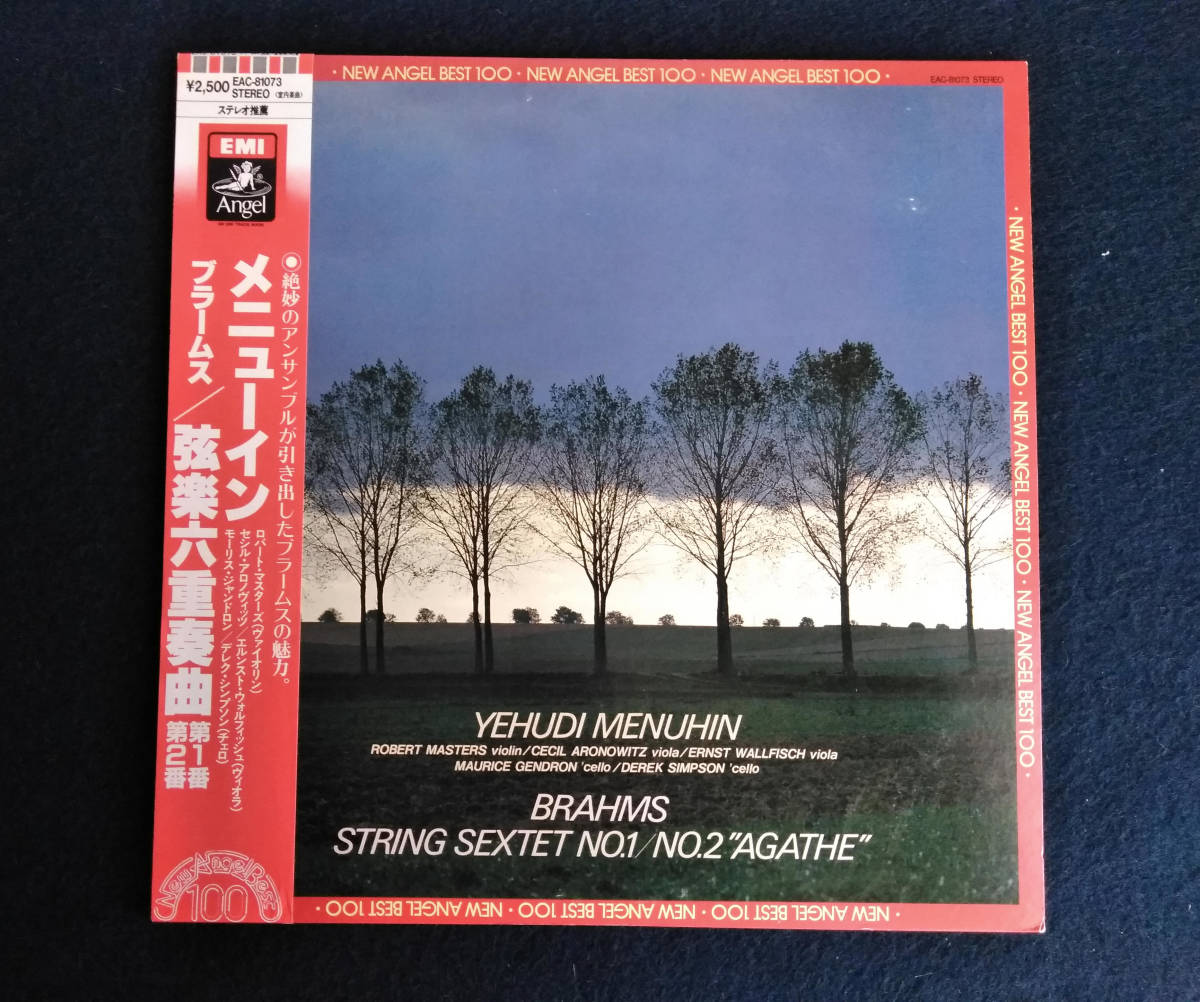 ¥2,500 EAC-81073
STEREO (室内楽曲)
ステレオ推薦
EMI
Angel
●絶妙のアンサンブルが引き出したブラームスの魅力。
メニューイン
ブラームス／弦楽六重奏曲 第1番
第2番
ロバート・マスターズ(ヴァイオリン)
セシル・アロノヴィッツ／エルンスト・ウォルフィッシュ(ヴィオラ)
モーリス・ジャンドロン／デレク・シンプソン(チェロ)
New Angel Best
100
· NEW ANGEL BEST 100 · NEW ANGEL BEST 100 · NEW ANGEL BEST 100 ·
EAC-81073 STEREO
· NEW ANGEL BEST 100 · NEW ANGEL BEST 100 · NEW ANGEL BEST 100 ·
YEHUDI MENUHIN
ROBERT MASTERS violin/CECIL ARONOWITZ viola/ERNST WALLFISCH viola
MAURICE GENDRON 'cello/DEREK SIMPSON 'cello
BRAHMS
STRING SEXTET NO.1/NO.2 "AGATHE"
· NEW ANGEL BEST 100 · NEW ANGEL BEST 100 · NEW ANGEL BEST 100 ·